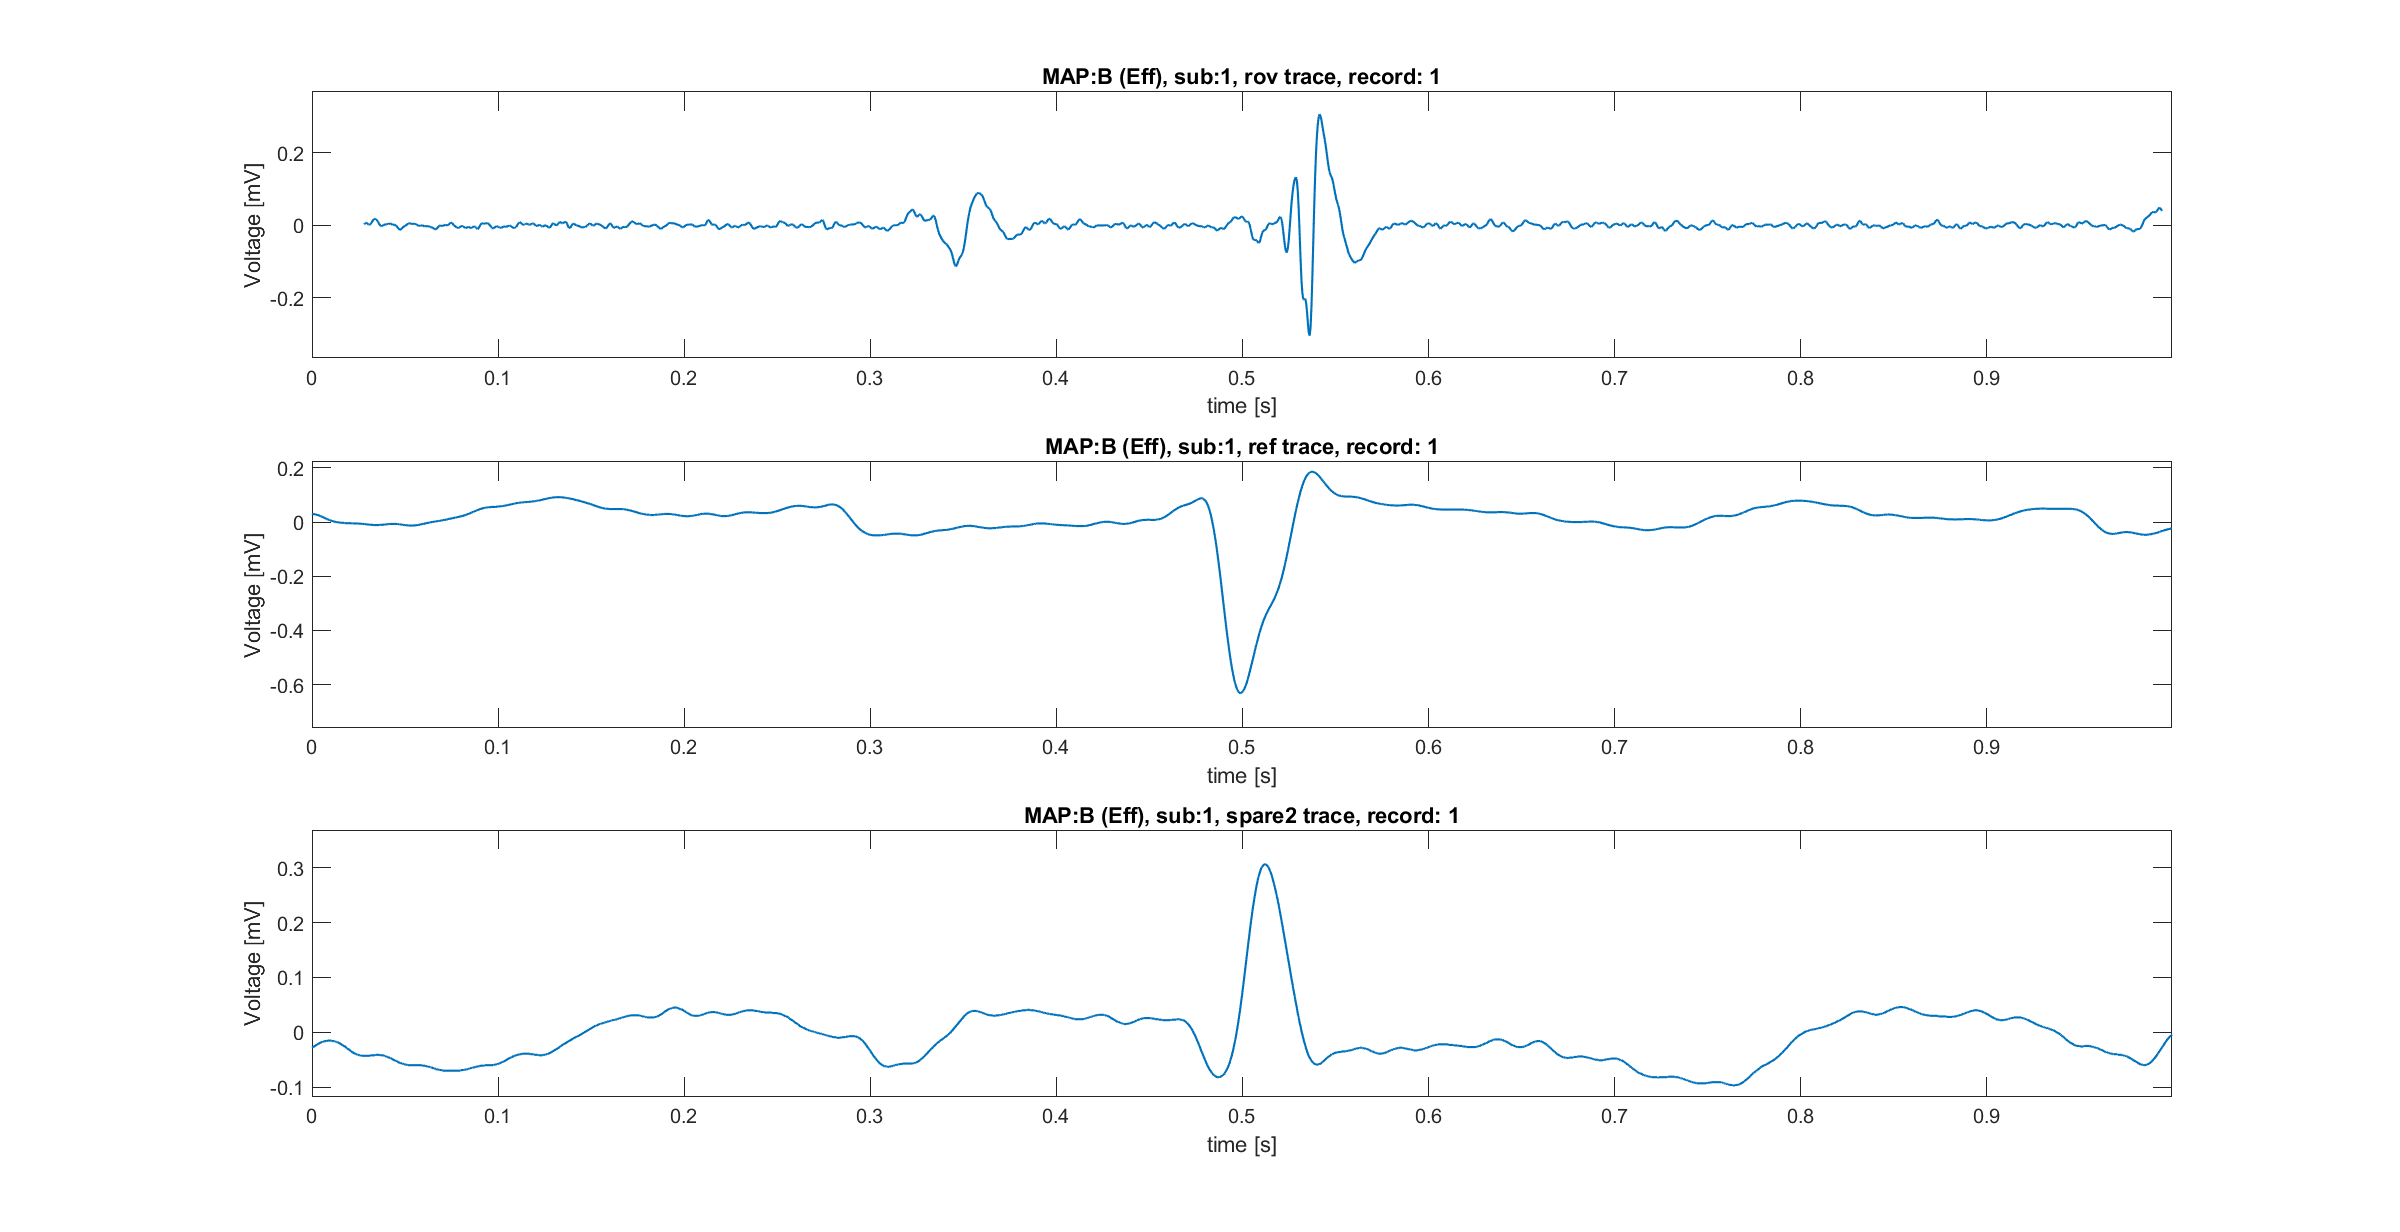 MAP:B (Eff), sub:1, rov trace, record: 1
Voltage [mV]
0.2
0
-0.2
0 0.1 0.2 0.3 0.4 0.5 0.6 0.7 0.8 0.9
time [s]
MAP:B (Eff), sub:1, ref trace, record: 1
Voltage [mV]
0.2
0
-0.2
-0.4
-0.6
0 0.1 0.2 0.3 0.4 0.5 0.6 0.7 0.8 0.9
time [s]
MAP:B (Eff), sub:1, spare2 trace, record: 1
Voltage [mV]
0.3
0.2
0.1
0
-0.1
0 0.1 0.2 0.3 0.4 0.5 0.6 0.7 0.8 0.9
time [s]